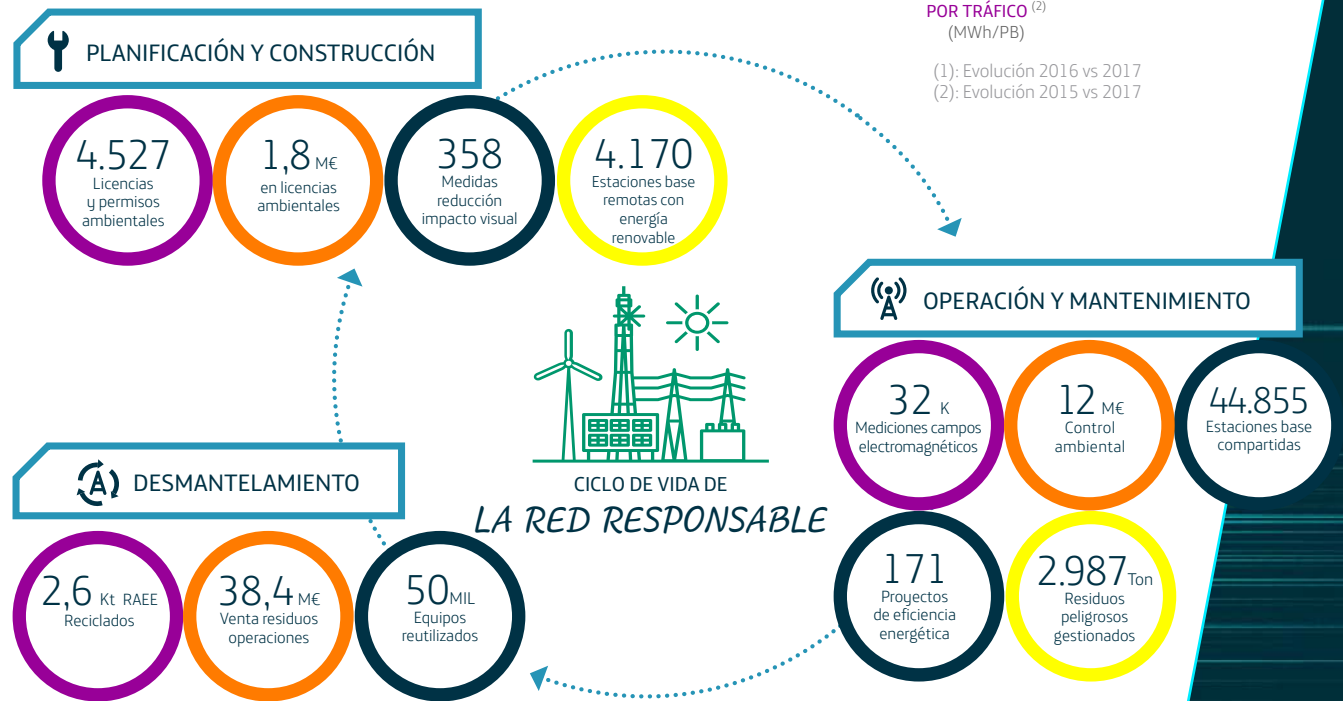 POR TRÁFICO (2)
(MWh/PB)
(1): Evolución 2016 vs 2017
(2): Evolución 2015 vs 2017
PLANIFICACIÓN Y CONSTRUCCIÓN
4.527
Licencias
y permisos
ambientales
1,8 M€
en licencias
ambientales
358
Medidas
reducción
impacto visual
4.170
Estaciones base
remotas con
energía
renovable
OPERACIÓN Y MANTENIMIENTO
32 K
Mediciones campos
electromagnéticos
12 M€
Control
ambiental
44.855
Estaciones base
compartidas
171
Proyectos
de eficiencia
energética
2.987 Ton
Residuos
peligrosos
gestionados
DESMANTELAMIENTO
2,6 Kt RAEE
Reciclados
38,4 M€
Venta residuos
operaciones
50 MIL
Equipos
reutilizados
CICLO DE VIDA DE
LA RED RESPONSABLE